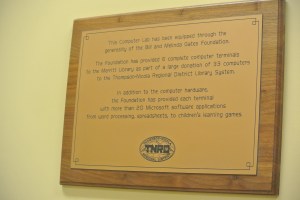 This Computer Lab has been equiped through the
generosity of the Bill and Melinda Gates Foundation.
The Foundation has provided 6 complete computer terminals
to the Merritt Library as part of a large donation of 33 computers
to the Thompson-Nicola Regional District Library System.
In addition to the computer hardware,
the Foundation has provided each terminal
with more than 20 Microsoft software applications
from word processing, spreadsheets, to children's learning games.
TNRD